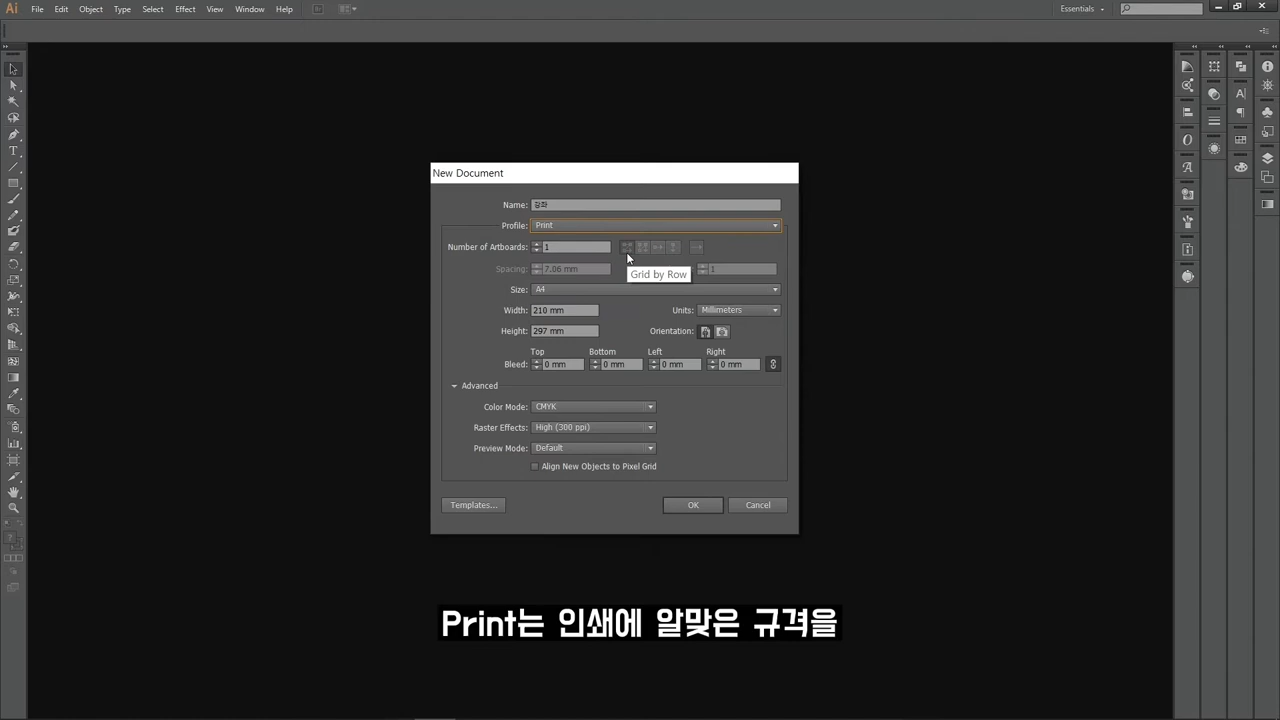 Ai File Edit Object Type Select Effect View Window Help Br Essentials
New Document
Name: 강좌
Profile: Print
Number of Artboards: 1
Grid by Row
Spacing: 7.06 mm 1
Size: A4
Width: 210 mm Units: Millimeters
Height: 297 mm Orientation:
Top Bottom Left Right
Bleed: 0 mm 0 mm 0 mm 0 mm
Advanced
Color Mode: CMYK
Raster Effects: High (300 ppi)
Preview Mode: Default
Align New Objects to Pixel Grid
Templates... OK Cancel
Print는 인쇄에 알맞은 규격을